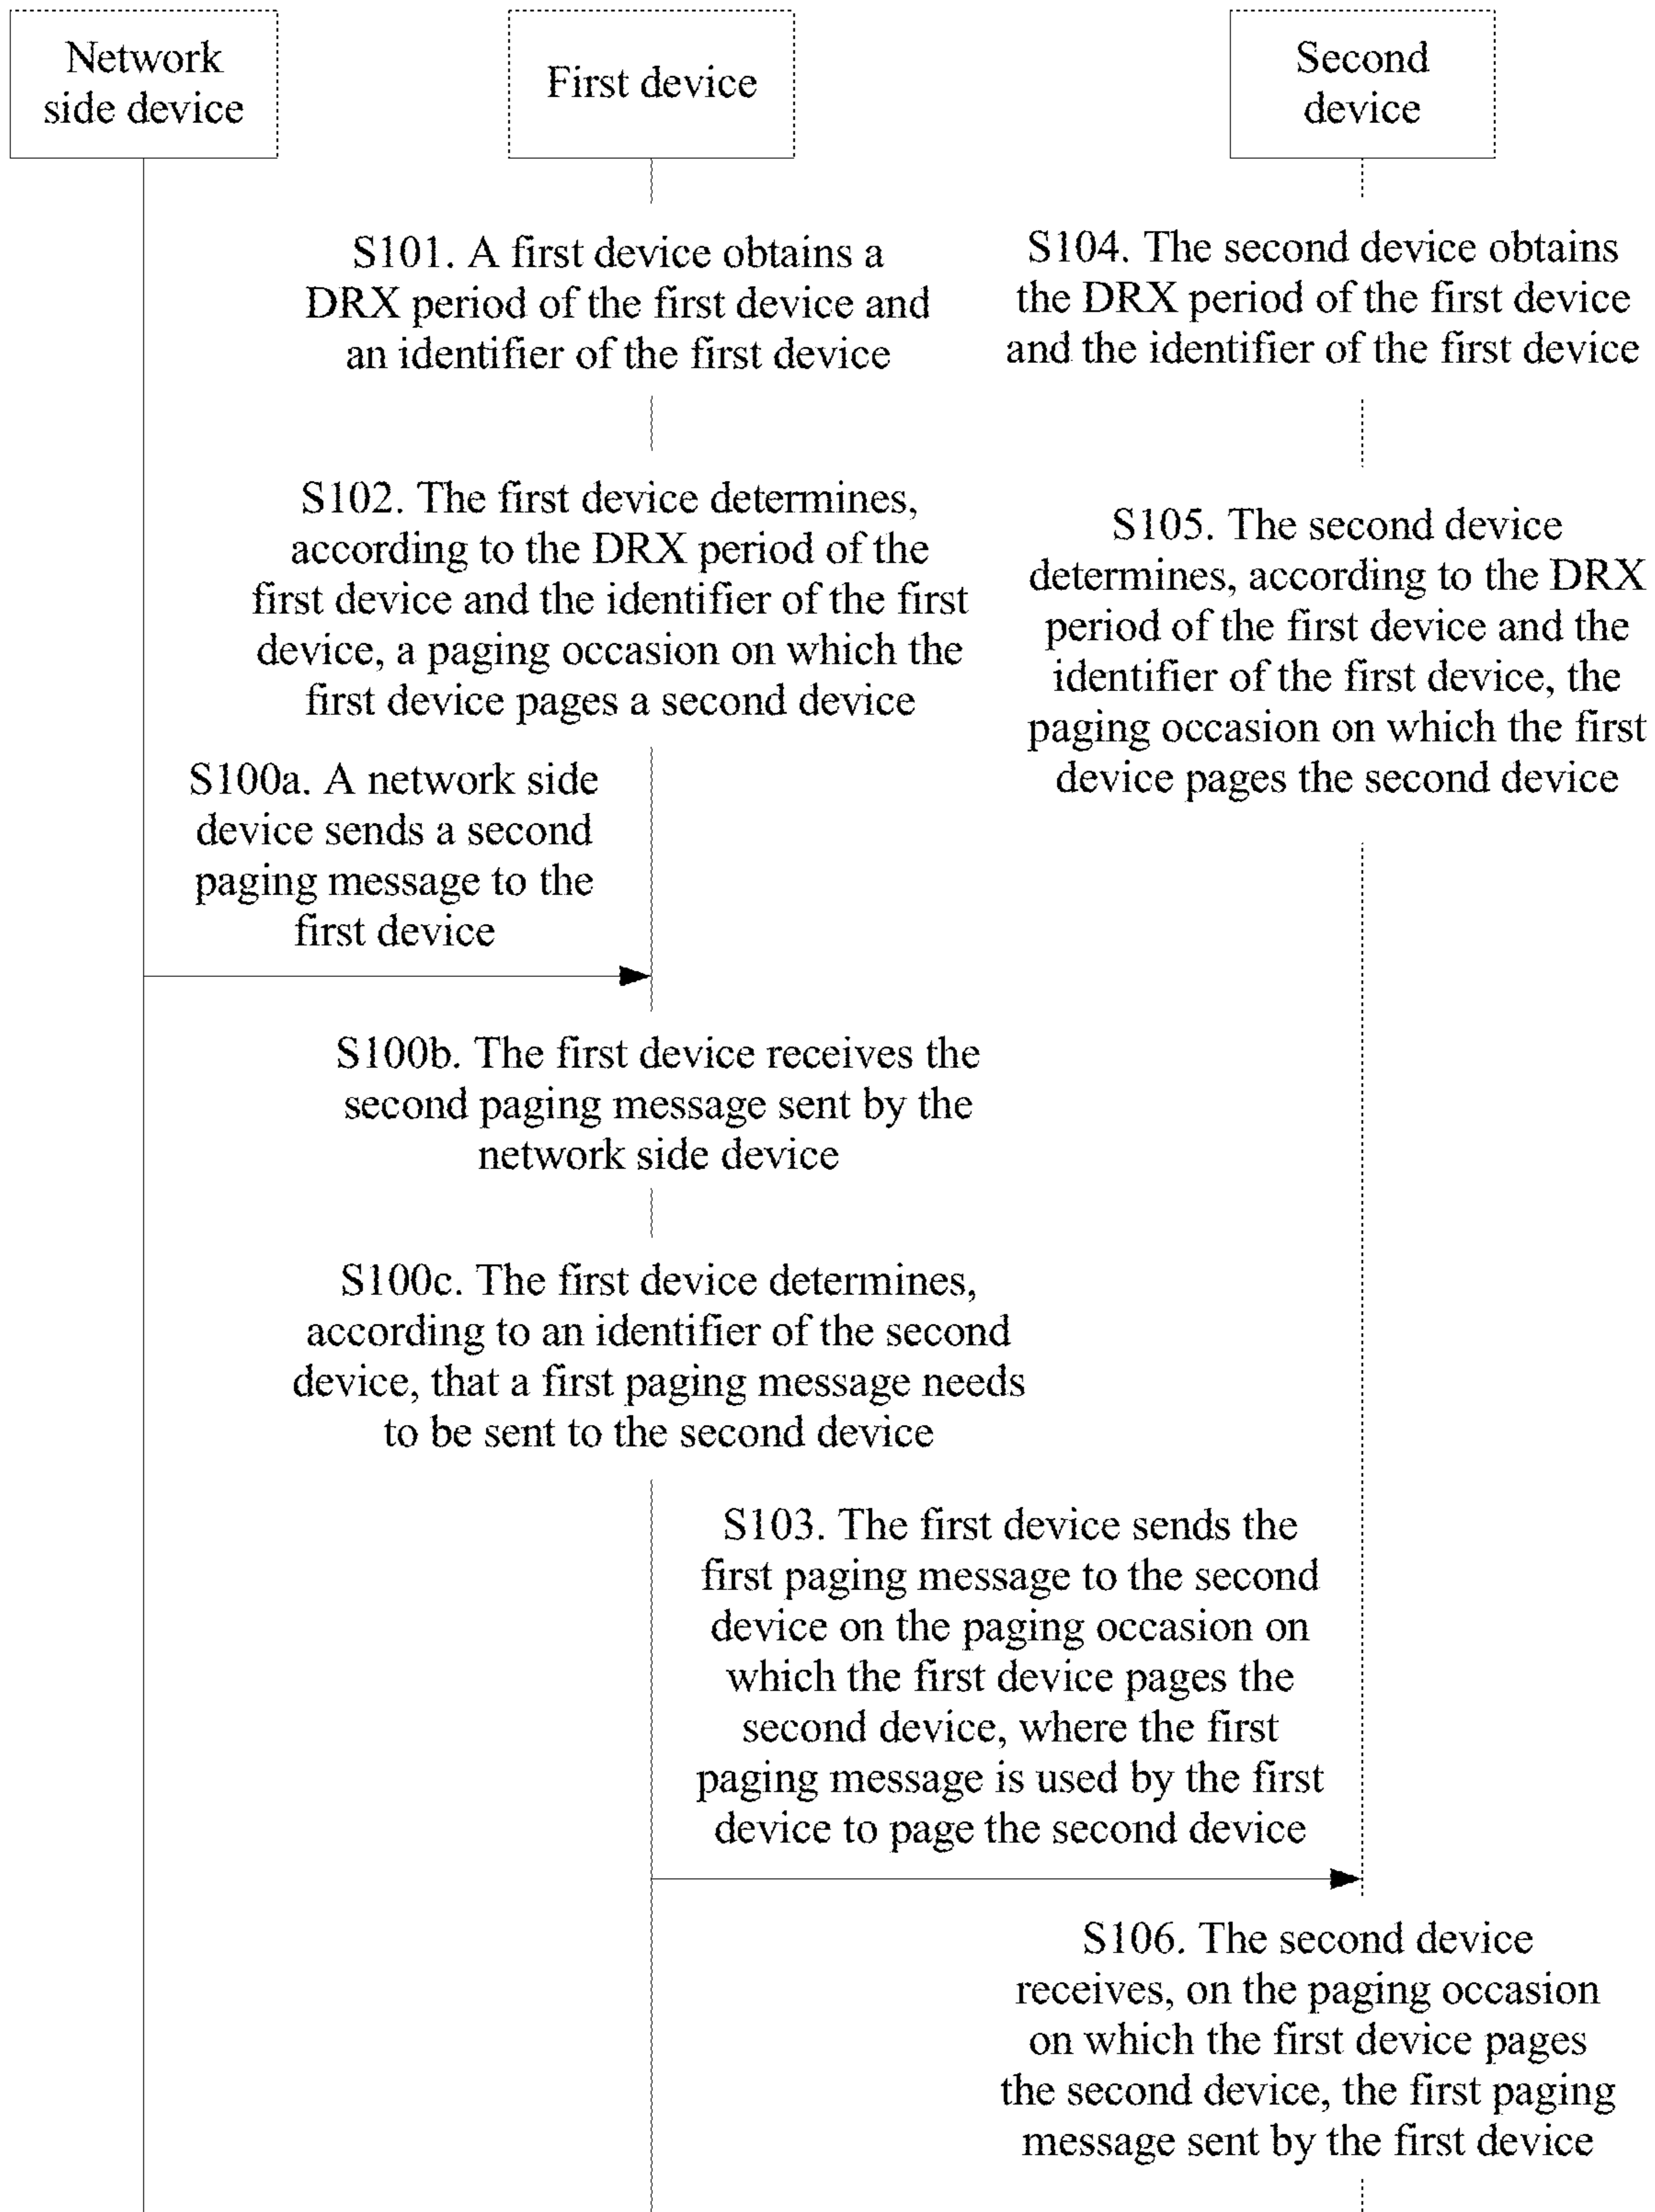 Network
side device
First device
Second
device
S101. A first device obtains a
DRX period of the first device and
an identifier of the first device
S104. The second device obtains
the DRX period of the first device
and the identifier of the first device
S102. The first device determines,
according to the DRX period of the
first device and the identifier of the first
device, a paging occasion on which the
first device pages a second device
S105. The second device
determines, according to the DRX
period of the first device and the
identifier of the first device, the
paging occasion on which the first
device pages the second device
S100a. A network side
device sends a second
paging message to the
first device
S100b. The first device receives the
second paging message sent by the
network side device
S100c. The first device determines,
according to an identifier of the second
device, that a first paging message needs
to be sent to the second device
S103. The first device sends the
first paging message to the second
device on the paging occasion on
which the first device pages the
second device, where the first
paging message is used by the first
device to page the second device
S106. The second device
receives, on the paging occasion
on which the first device pages
the second device, the first paging
message sent by the first device